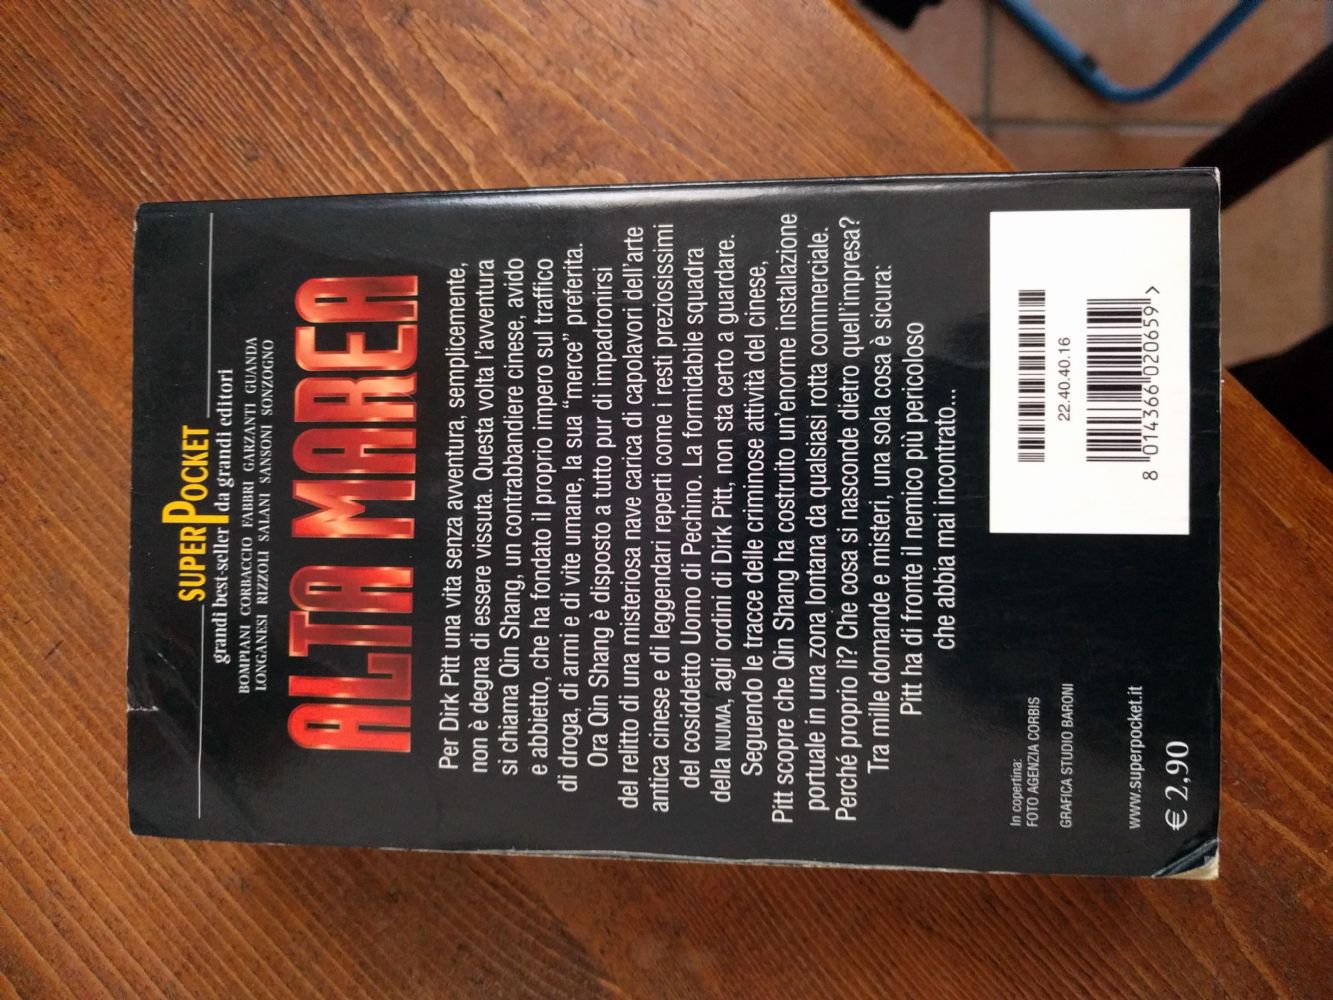 SUPER POCKET
grandi best-seller da grandi editori
BOMPIANI CORBACCIO FABBRI GARZANTI GUANDA
LONGANESI RIZZOLI SALANI SANSONI SONZOGNO
ALTA MAREA
Per Dirk Pitt una vita senza avventura, semplicemente,
non è degna di essere vissuta. Questa volta l'avventura
si chiama Qin Shang, un contrabbandiere cinese, avido
e abbietto, che ha fondato il proprio impero sul traffico
di droga, di armi e di vite umane, la sua “merce” preferita.
Ora Qin Shang è disposto a tutto pur di impadronirsi
del relitto di una misteriosa nave carica di capolavori dell'arte
antica cinese e di leggendari reperti come i resti preziosissimi
del cosiddetto Uomo di Pechino. La formidabile squadra
della NUMA, agli ordini di Dirk Pitt, non sta certo a guardare.
Seguendo le tracce delle criminose attività del cinese,
Pitt scopre che Qin Shang ha costruito un'enorme installazione
portuale in una zona lontana da qualsiasi rotta commerciale.
Perché proprio lì? Che cosa si nasconde dietro quell'impresa?
Tra mille domande e misteri, una sola cosa è sicura:
Pitt ha di fronte il nemico più pericoloso
che abbia mai incontrato...
In copertina:
FOTO AGENZIA CORBIS
GRAFICA STUDIO BARONI
www.superpocket.it
€ 2,90
22.40.40.16
8 014366 020659 >